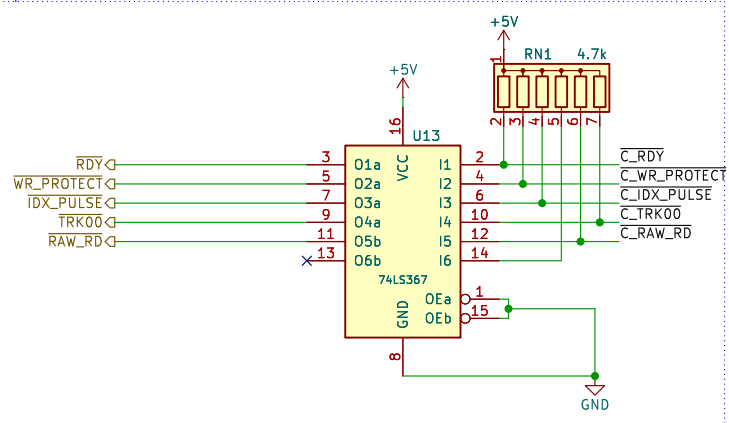 +5V
RN1 4.7k
1
2 3 4 5 6 7
+5V
16
U13
RDY 3 O1a VCC I1 2 C_RDY
WR_PROTECT 5 O2a I2 4 C_WR_PROTECT
IDX_PULSE 7 O3a I3 6 C_IDX_PULSE
TRK00 9 O4a I4 10 C_TRK00
RAW_RD 11 O5b I5 12 C_RAW_RD
13 O6b I6 14
74LS367
OEa 1
GND OEb 15
8
GND